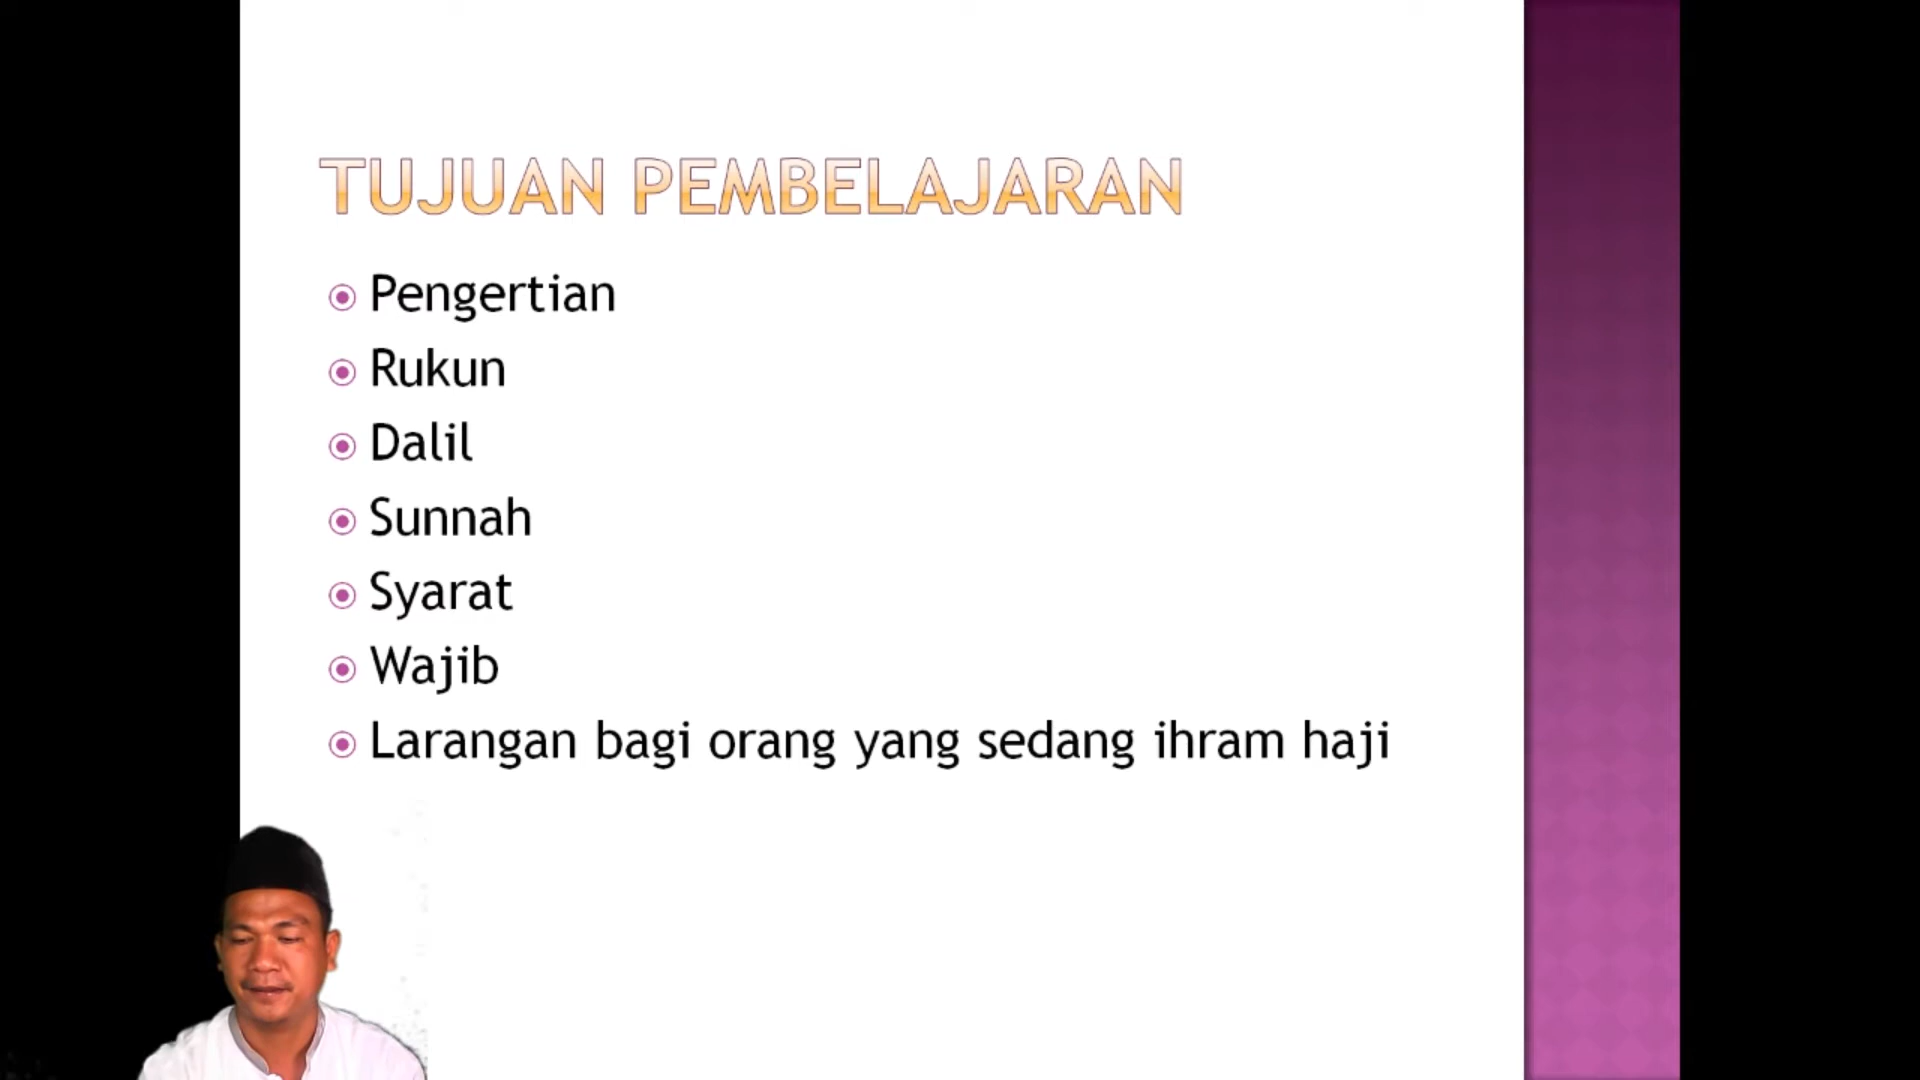 TUJUAN PEMBELAJARAN
Pengertian
Rukun
Dalil
Sunnah
Syarat
Wajib
Larangan bagi orang yang sedang ihram haji